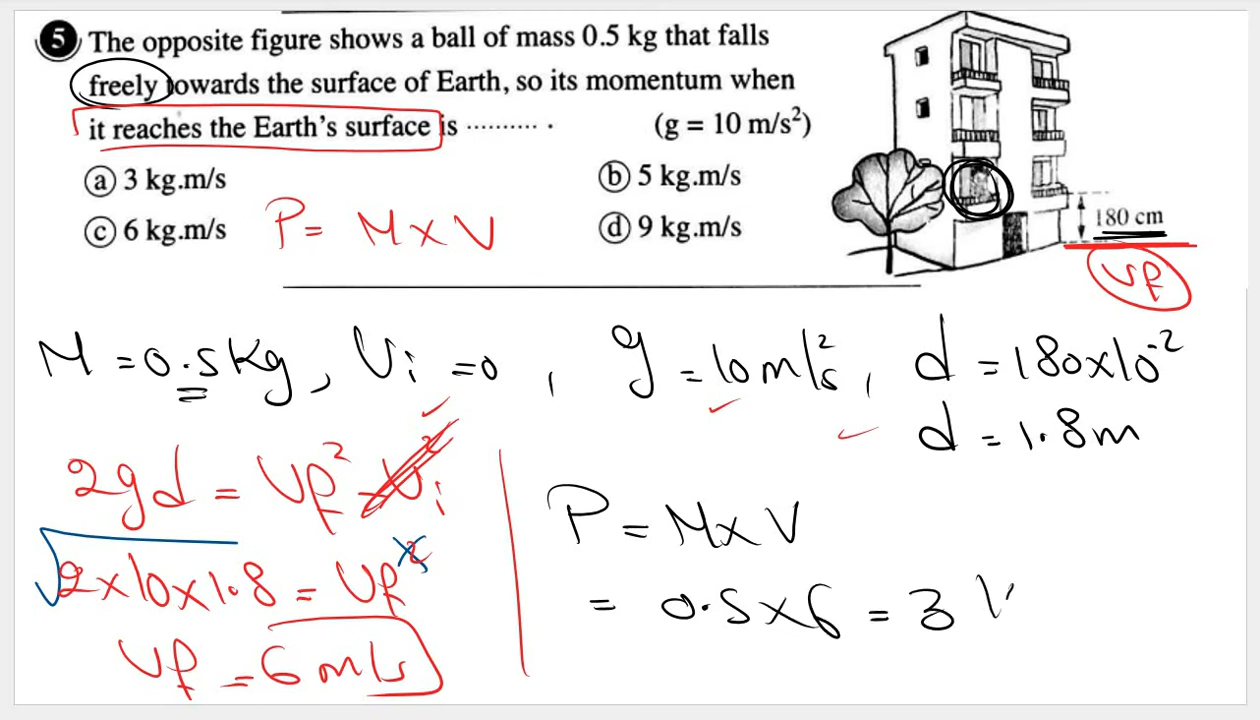 5 The opposite figure shows a ball of mass 0.5 kg that falls
freely towards the surface of Earth, so its momentum when
it reaches the Earth's surface is .......... .
(g = 10 m/s²)
ⓐ 3 kg.m/s
ⓑ 5 kg.m/s
ⓒ 6 kg.m/s
ⓓ 9 kg.m/s
180 cm
P = M x V
Vf
M = 0.5 kg, Vi = 0, g = 10 m/s², d = 180x10⁻²
d = 1.8 m
2gd = Vf² - Vi²
√2x10x1.8 = Vf²
Vf = 6 m/s
P = M x V
= 0.5 x 6 = 3